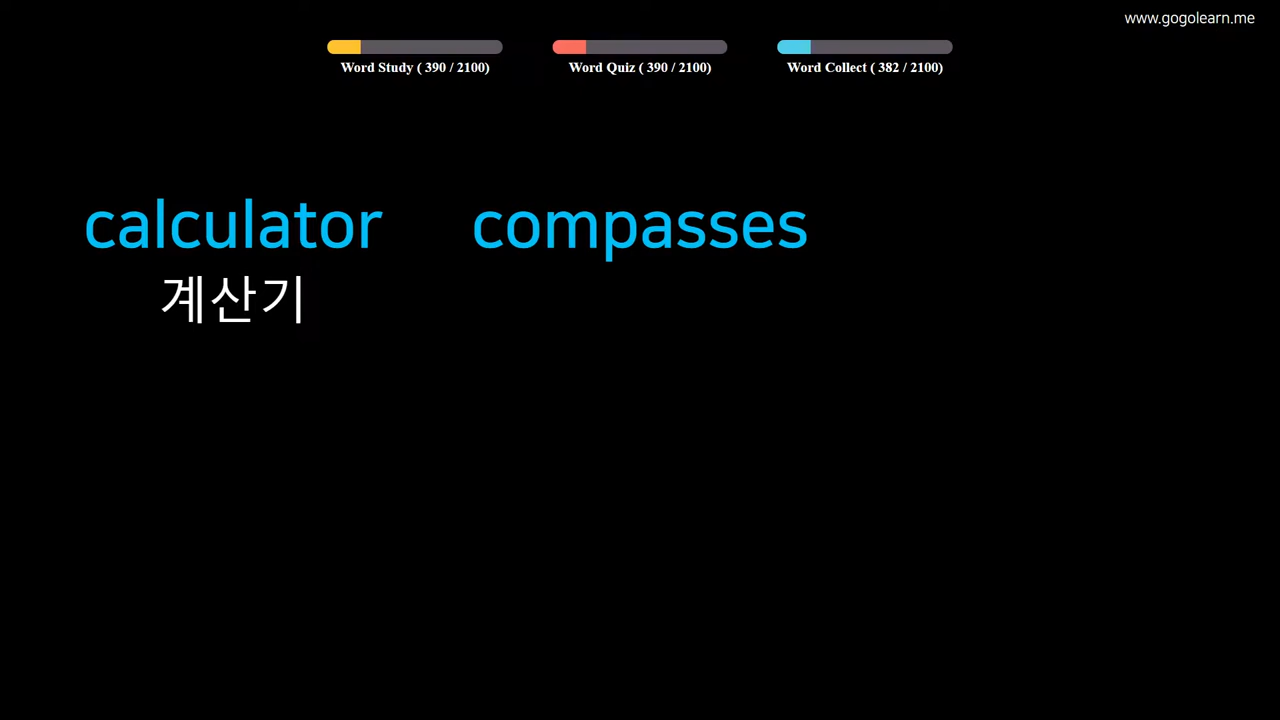 www.gogolearn.me
Word Study ( 390 / 2100)
Word Quiz ( 390 / 2100)
Word Collect ( 382 / 2100)
calculator compasses
계산기